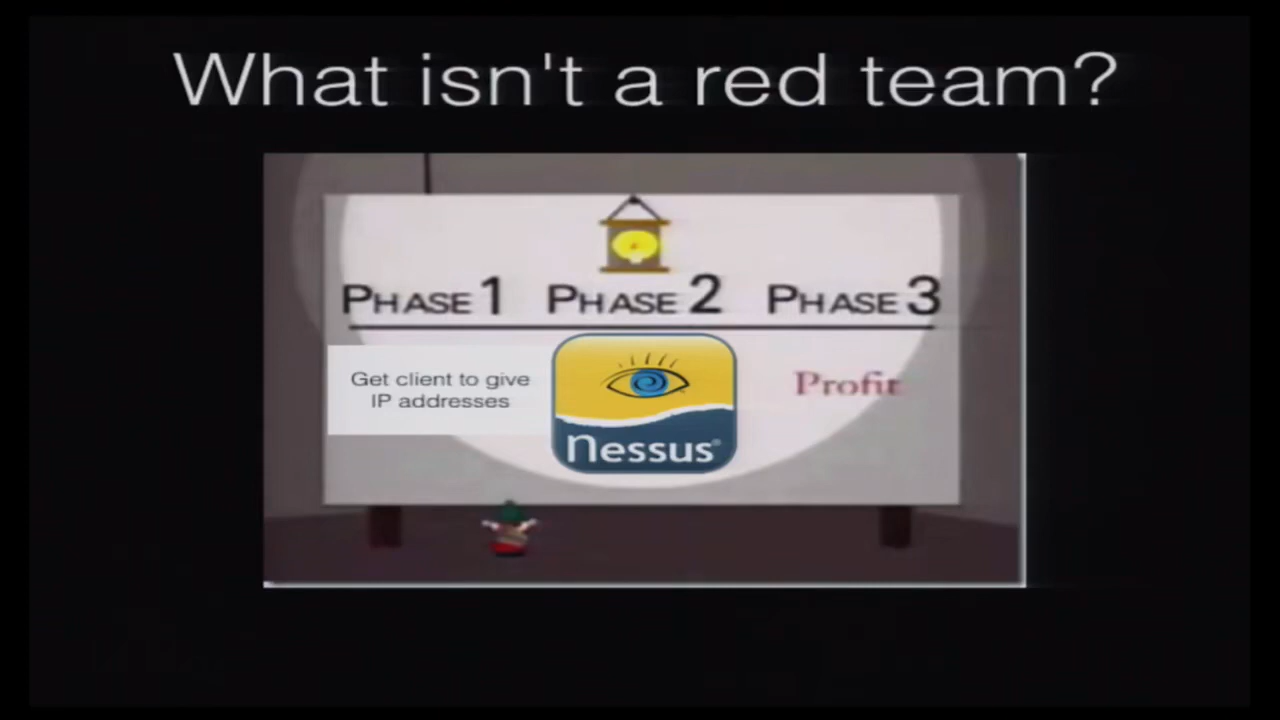 What isn't a red team?
PHASE 1 PHASE 2 PHASE 3
Get client to give
IP addresses
nessus®
Profit